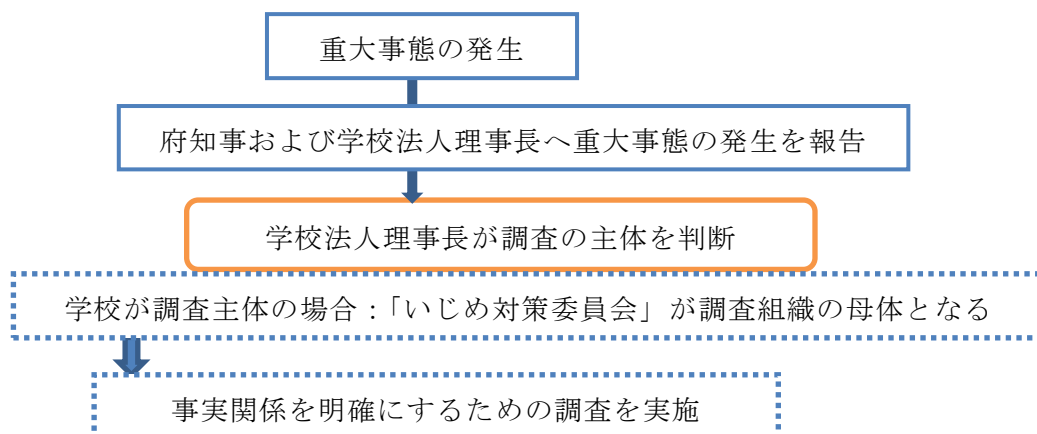 重大事態の発生
府知事および学校法人理事長へ重大事態の発生を報告
学校法人理事長が調査の主体を判断
学校が調査主体の場合：「いじめ対策委員会」が調査組織の母体となる
事実関係を明確にするための調査を実施